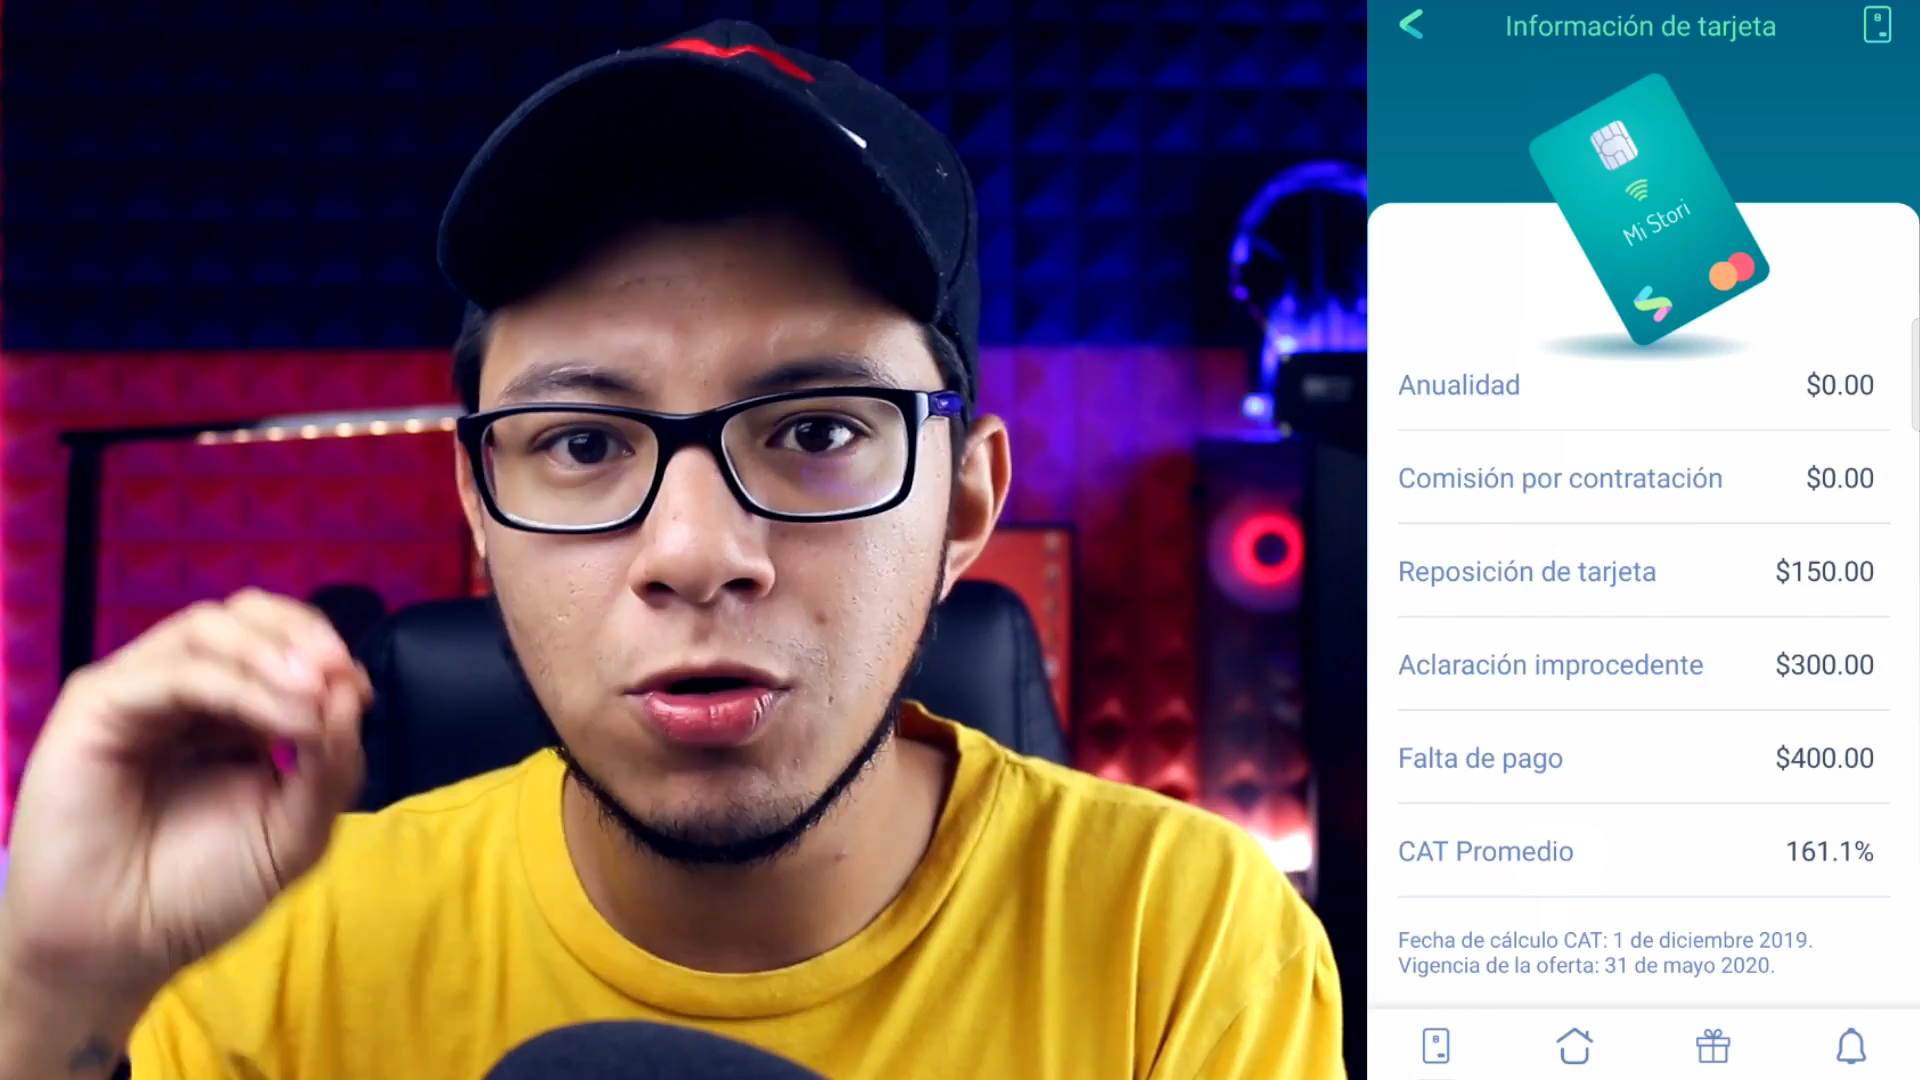 Información de tarjeta
Mi Stori
Anualidad $0.00
Comisión por contratación $0.00
Reposición de tarjeta $150.00
Aclaración improcedente $300.00
Falta de pago $400.00
CAT Promedio 161.1%
Fecha de cálculo CAT: 1 de diciembre 2019.
Vigencia de la oferta: 31 de mayo 2020.